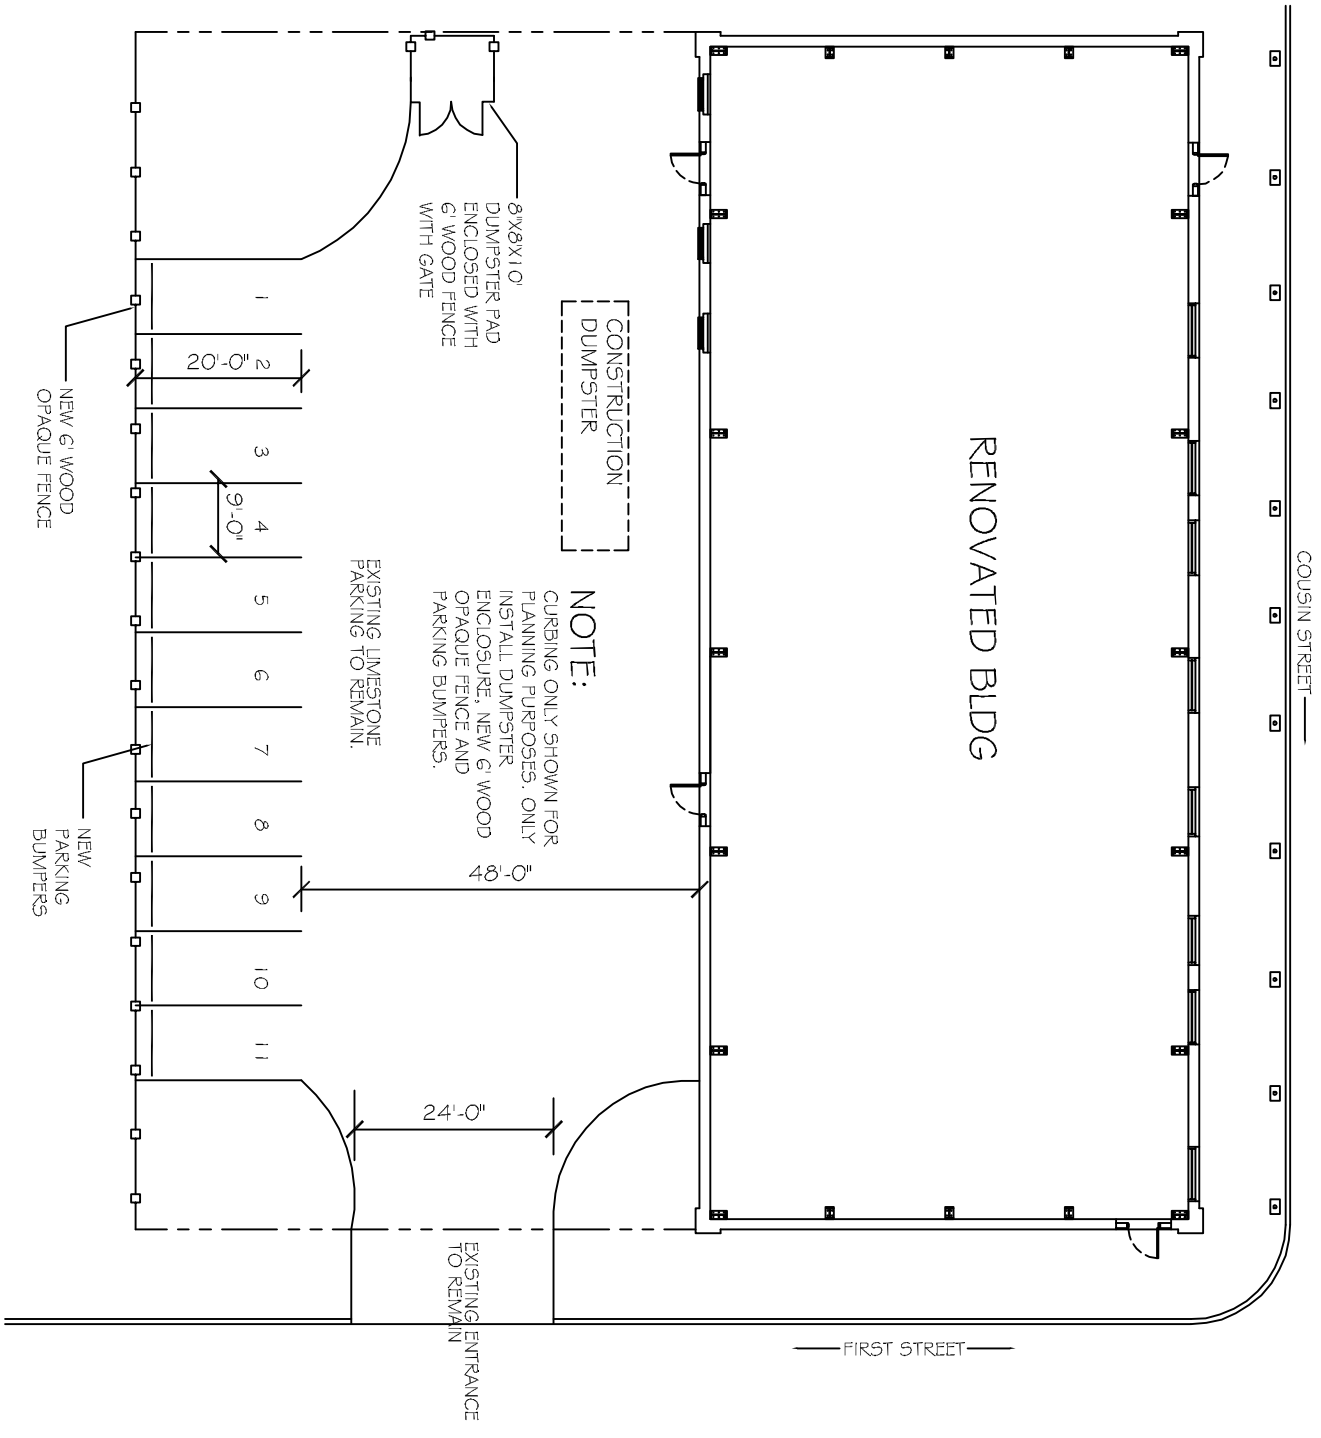 COUSIN STREET
RENOVATED BLDG
CONSTRUCTION
DUMPSTER
8"X8'X10'
DUMPSTER PAD
ENCLOSED WITH
6' WOOD FENCE
WITH GATE
NOTE:
CURBING ONLY SHOWN FOR
PLANNING PURPOSES. ONLY
INSTALL DUMPSTER
ENCLOSURE, NEW 6' WOOD
OPAQUE FENCE AND
PARKING BUMPERS.
EXISTING LIMESTONE
PARKING TO REMAIN.
1
2
3
4
5
6
7
8
9
10
11
20'-0"
9'-0"
48'-0"
24'-0"
NEW 6' WOOD
OPAQUE FENCE
NEW
PARKING
BUMPERS
EXISTING ENTRANCE
TO REMAIN
FIRST STREET